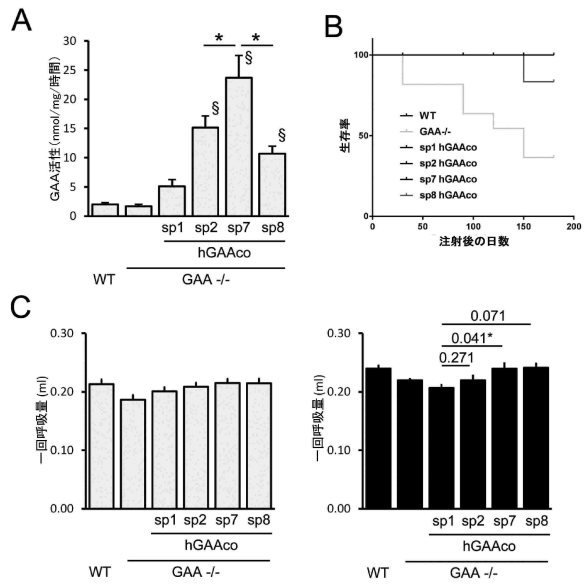 A
GAA活性(nmol/mg/時間)
30
25
20
15
10
5
0
* *
§ § §
sp1 sp2 sp7 sp8
hGAAco
WT GAA -/-
B
生存率
100
50
0
0 50 100 150 200
注射後の日数
WT
GAA-/-
sp1 hGAAco
sp2 hGAAco
sp7 hGAAco
sp8 hGAAco
C
一回呼吸量 (ml)
0.30
0.20
0.10
0.00
sp1 sp2 sp7 sp8
hGAAco
WT GAA -/-
一回呼吸量 (ml)
0.30
0.20
0.10
0.00
0.071
0.041*
0.271
sp1 sp2 sp7 sp8
hGAAco
WT GAA -/-